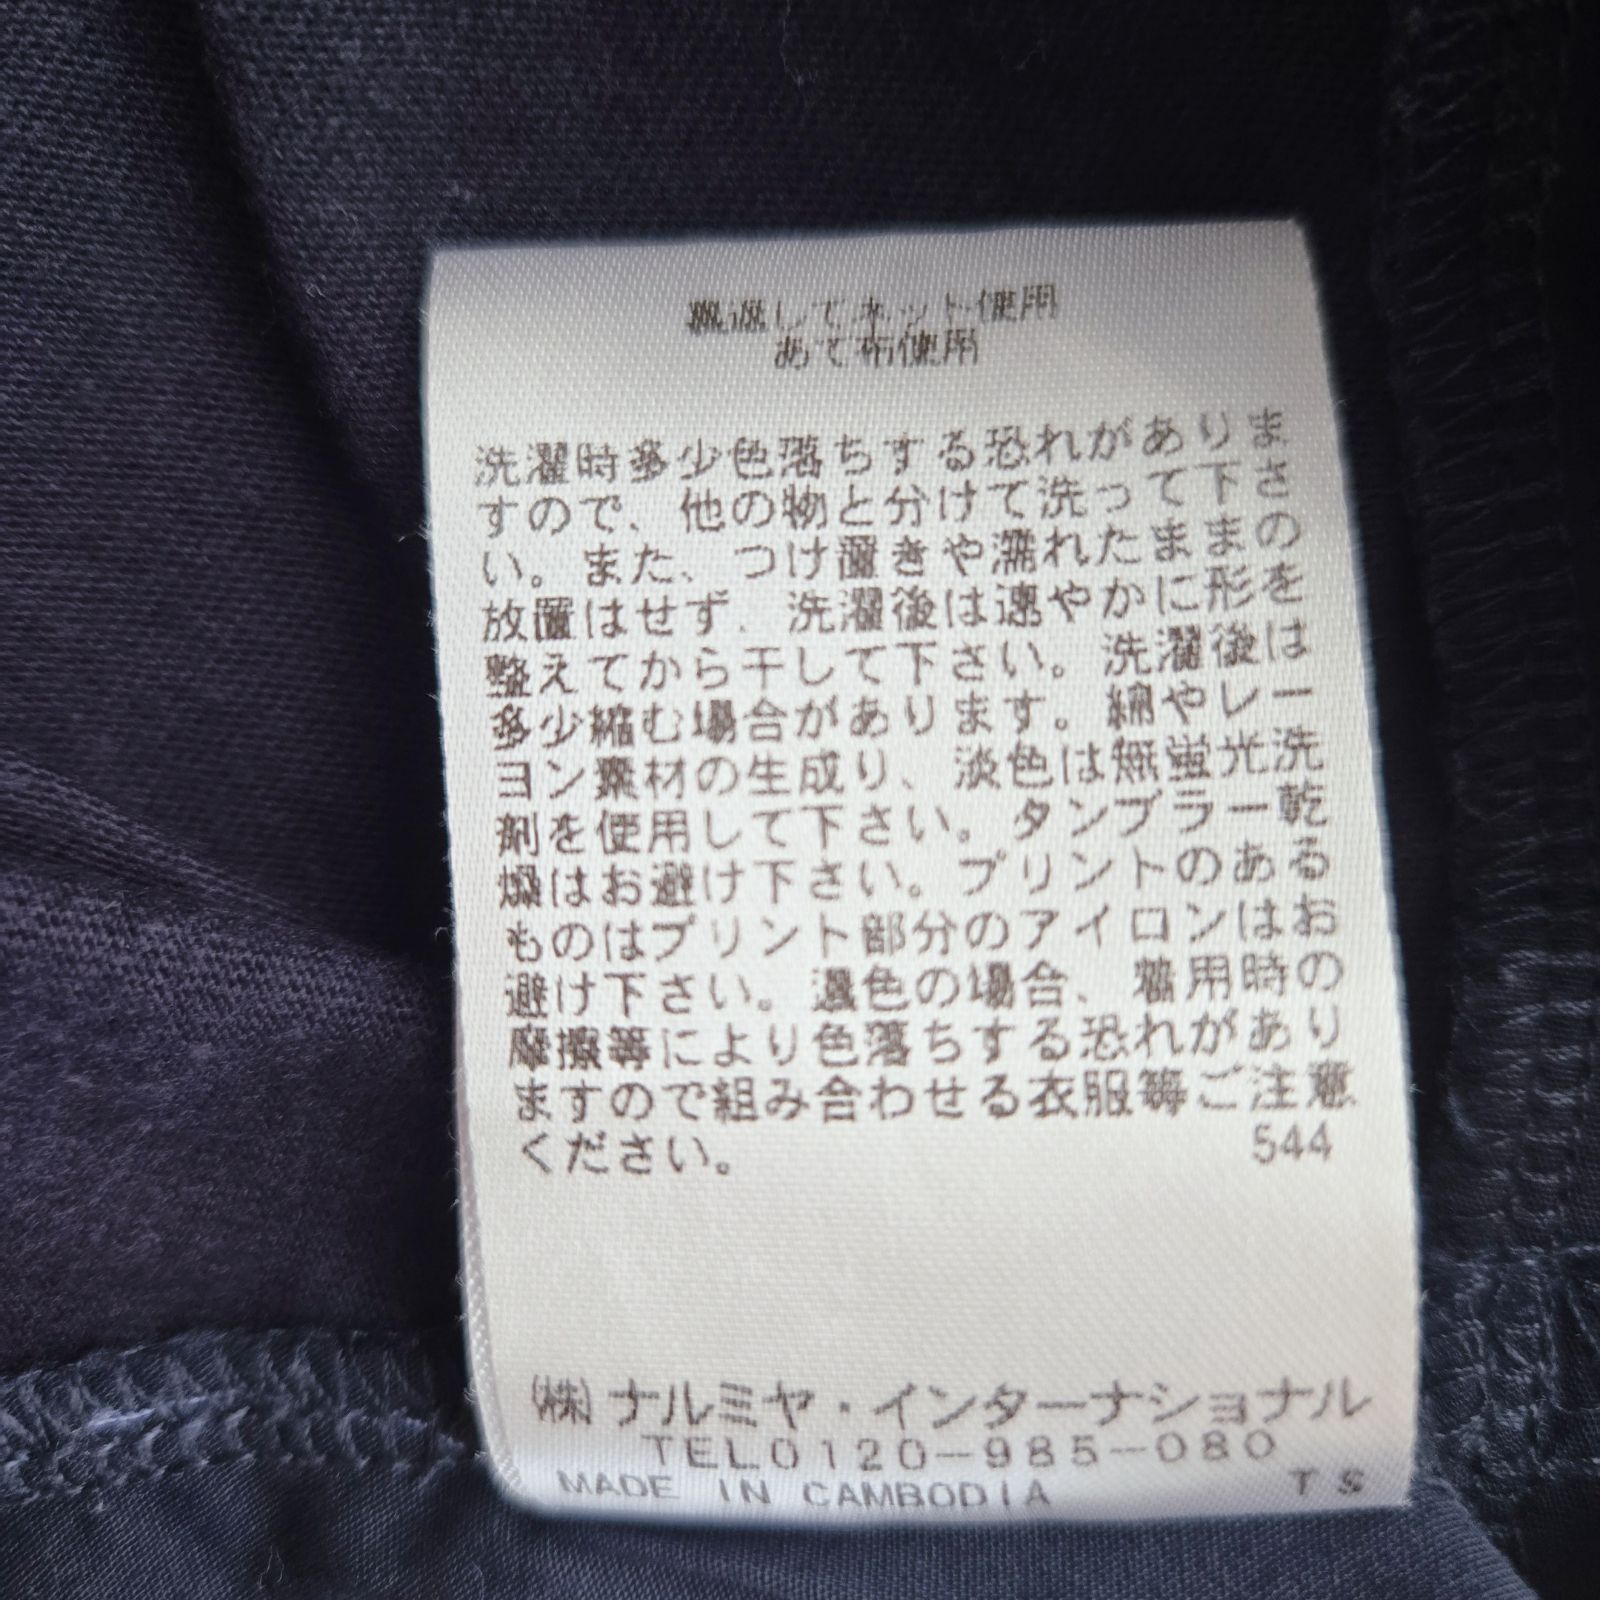 裏返してネット使用
あて布使用
洗濯時多少色落ちする恐れがありま
すので、他の物と分けて洗って下さ
い。また、つけ置きや濡れたままの
放置はせず、洗濯後は速やかに形を
整えてから干して下さい。洗濯後は
多少縮む場合があります。綿やレー
ヨン素材の生成り、淡色は無蛍光洗
剤を使用して下さい。タンブラー乾
燥はお避け下さい。プリントのある
ものはプリント部分のアイロンはお
避け下さい。濃色の場合、着用時の
摩擦等により色落ちする恐れがあり
ますので組み合わせる衣服等ご注意
ください。 544
(株)ナルミヤ・インターナショナル
TEL0120-985-080
MADE IN CAMBODIA TS